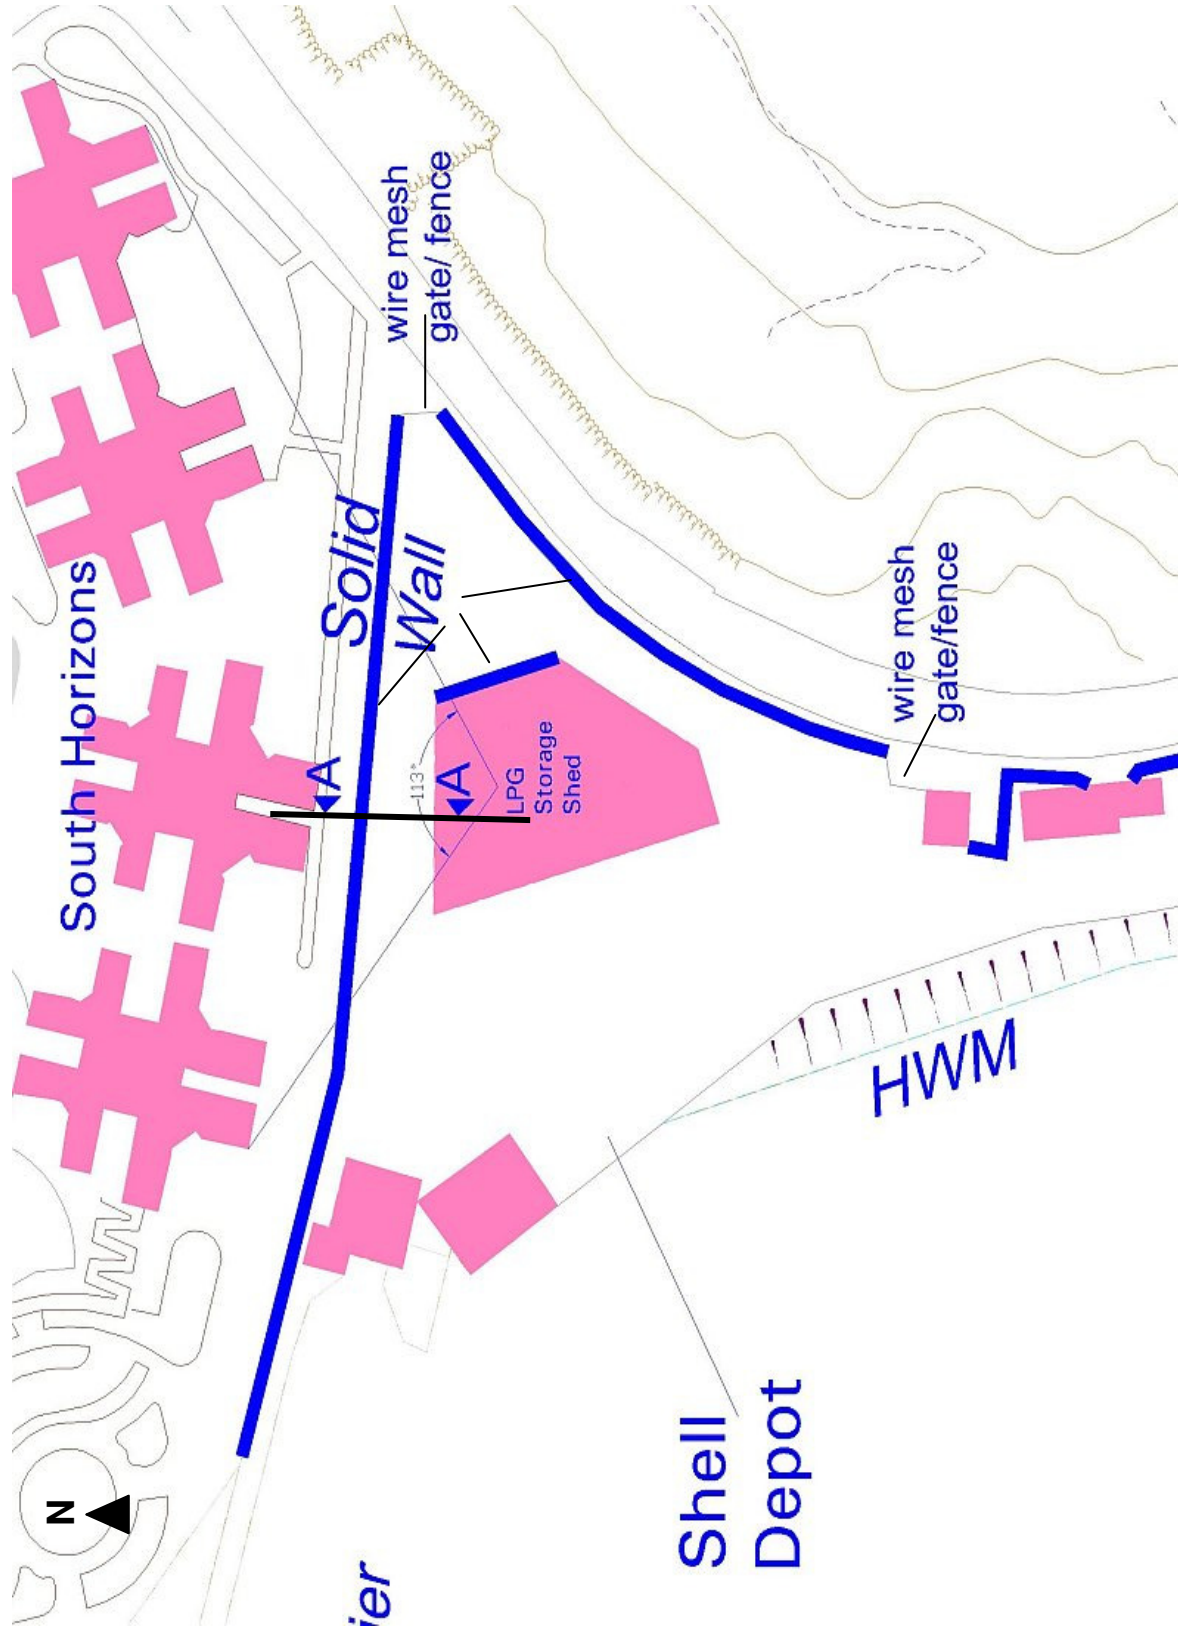 wire mesh
gate/ fence
Solid
Wall
South Horizons
A
A
113°
LPG
Storage
Shed
wire mesh
gate/fence
HWM
Shell
Depot
N
ier